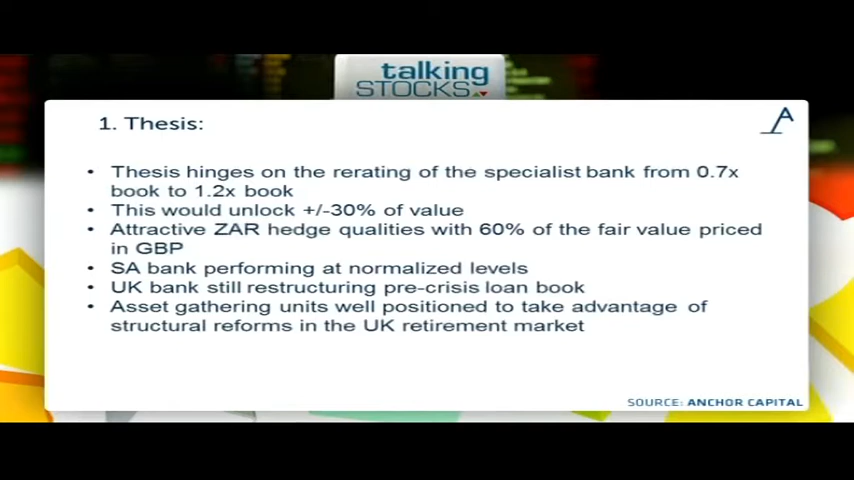 talking
STOCKS
1. Thesis:
A
• Thesis hinges on the rerating of the specialist bank from 0.7x
book to 1.2x book
• This would unlock +/-30% of value
• Attractive ZAR hedge qualities with 60% of the fair value priced
in GBP
• SA bank performing at normalized levels
• UK bank still restructuring pre-crisis loan book
• Asset gathering units well positioned to take advantage of
structural reforms in the UK retirement market
SOURCE: ANCHOR CAPITAL